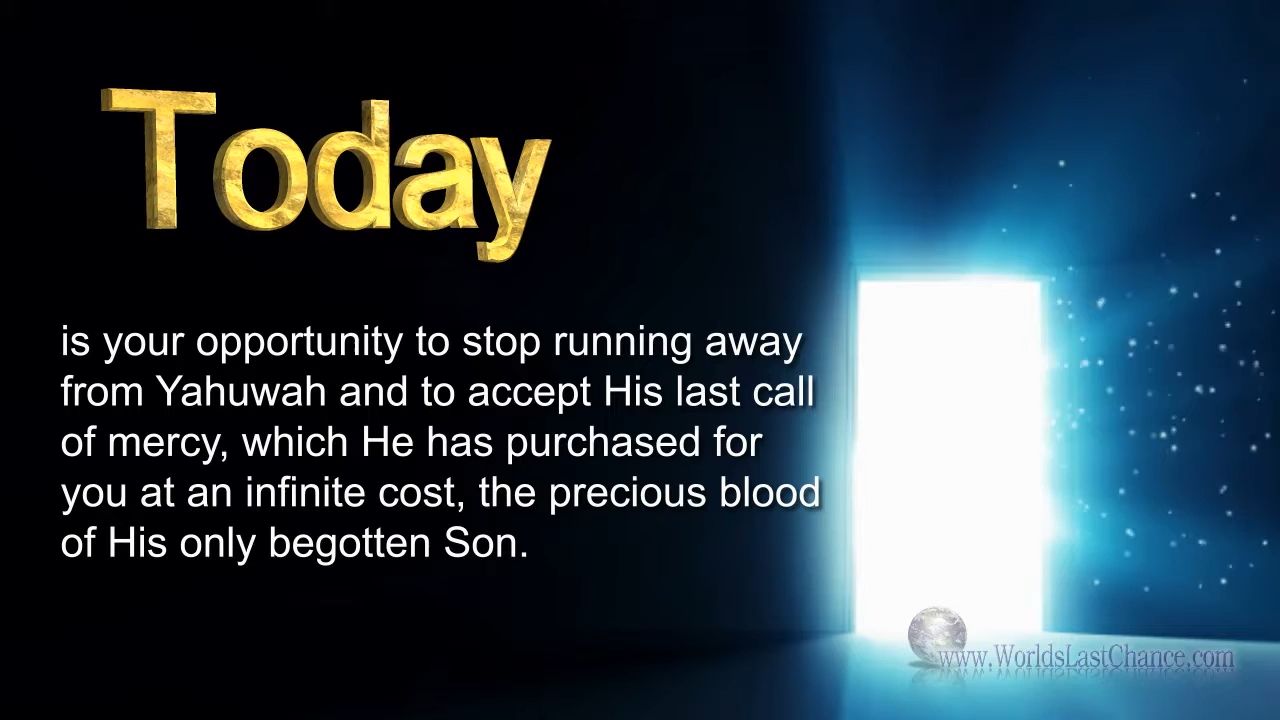 Today
is your opportunity to stop running away
from Yahuwah and to accept His last call
of mercy, which He has purchased for
you at an infinite cost, the precious blood
of His only begotten Son.
www.WorldsLastChance.com